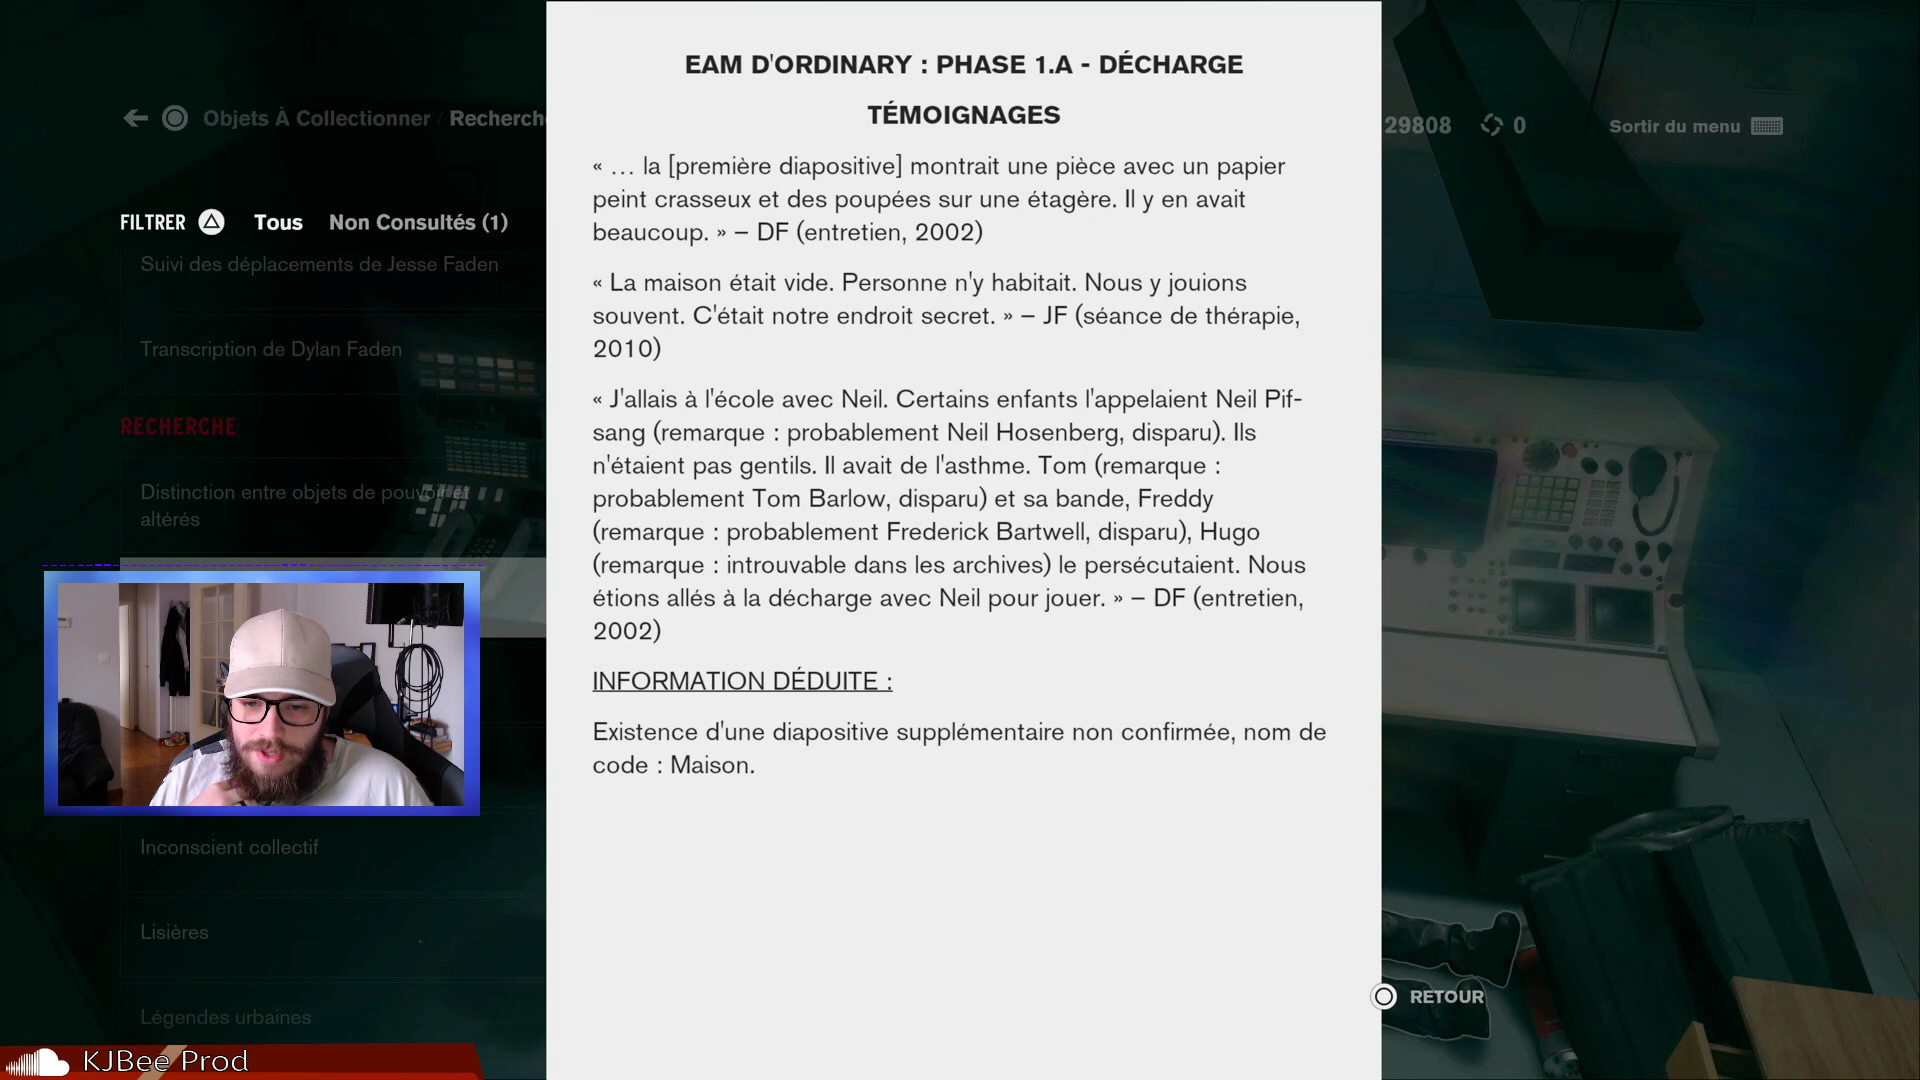 EAM D'ORDINARY : PHASE 1.A - DÉCHARGE
TÉMOIGNAGES
« … la [première diapositive] montrait une pièce avec un papier
peint crasseux et des poupées sur une étagère. Il y en avait
beaucoup. » – DF (entretien, 2002)
« La maison était vide. Personne n'y habitait. Nous y jouions
souvent. C'était notre endroit secret. » – JF (séance de thérapie,
2010)
« J'allais à l'école avec Neil. Certains enfants l'appelaient Neil Pif-
sang (remarque : probablement Neil Hosenberg, disparu). Ils
n'étaient pas gentils. Il avait de l'asthme. Tom (remarque :
probablement Tom Barlow, disparu) et sa bande, Freddy
(remarque : probablement Frederick Bartwell, disparu), Hugo
(remarque : introuvable dans les archives) le persécutaient. Nous
étions allés à la décharge avec Neil pour jouer. » – DF (entretien,
2002)
INFORMATION DÉDUITE :
Existence d'une diapositive supplémentaire non confirmée, nom de
code : Maison.
Objets À Collectionner / Recherche
29808
0
Sortir du menu
FILTRER Tous Non Consultés (1)
Suivi des déplacements de Jesse Faden
Transcription de Dylan Faden
RECHERCHE
Distinction entre objets de pouvoir et
altérés
Inconscient collectif
Lisières
Légendes urbaines
RETOUR
KJBee Prod